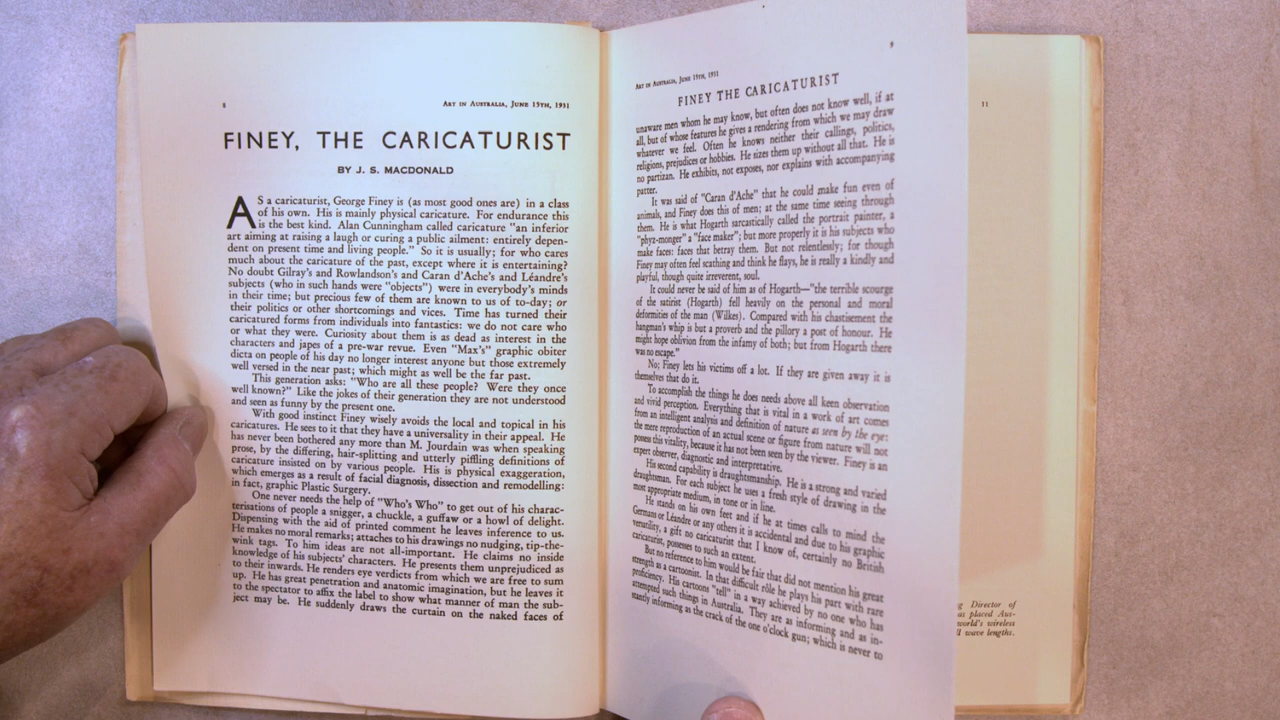 8
ART IN AUSTRALIA, JUNE 15TH, 1931
FINEY, THE CARICATURIST
BY J. S. MACDONALD
AS a caricaturist, George Finey is (as most good ones are) in a class
of his own. His is mainly physical caricature. For endurance this
is the best kind. Alan Cunningham called caricature "an inferior
art aiming at raising a laugh or curing a public ailment: entirely depen-
dent on present time and living people." So it is usually; for who cares
much about the caricature of the past, except where it is entertaining?
No doubt Gilray's and Rowlandson's and Caran d'Ache's and Léandre's
subjects (who in such hands were "objects") were in everybody's minds
in their time; but precious few of them are known to us of to-day; or
their politics or other shortcomings and vices. Time has turned their
caricatured forms from individuals into fantastics: we do not care who
or what they were. Curiosity about them is as dead as interest in the
characters and japes of a pre-war revue. Even "Max's" graphic obiter
dicta on people of his day no longer interest anyone but those extremely
well versed in the near past; which might as well be the far past.
This generation asks: "Who are all these people? Were they once
well known?" Like the jokes of their generation they are not understood
and seen as funny by the present one.
With good instinct Finey wisely avoids the local and topical in his
caricatures. He sees to it that they have a universality in their appeal. He
has never been bothered any more than M. Jourdain was when speaking
prose, by the differing, hair-splitting and utterly piffling definitions of
caricature insisted on by various people. His is physical exaggeration,
which emerges as a result of facial diagnosis, dissection and remodelling:
in fact, graphic Plastic Surgery.
One never needs the help of "Who's Who" to get out of his charac-
terisations of people a snigger, a chuckle, a guffaw or a howl of delight.
Dispensing with the aid of printed comment he leaves inference to us.
He makes no moral remarks; attaches to his drawings no nudging, tip-the-
wink tags. To him ideas are not all-important. He claims no inside
knowledge of his subjects' characters. He presents them unprejudiced as
to their inwards. He renders eye verdicts from which we are free to sum
up. He has great penetration and anatomic imagination, but he leaves it
to the spectator to affix the label to show what manner of man the sub-
ject may be. He suddenly draws the curtain on the naked faces of
9
ART IN AUSTRALIA, JUNE 15TH, 1931
FINEY THE CARICATURIST
unaware men whom he may know, but often does not know well, if at
all, but of whose features he gives a rendering from which we may draw
whatever we feel. Often he knows neither their callings, politics,
religions, prejudices or hobbies. He sizes them up without all that. He is
no partizan. He exhibits, not exposes, nor explains with accompanying
patter.
It was said of "Caran d'Ache" that he could make fun even of
animals, and Finey does this of men; at the same time seeing through
them. He is what Hogarth sarcastically called the portrait painter, a
"phyz-monger" a "face maker"; but more properly it is his subjects who
make faces: faces that betray them. But not relentlessly; for though
Finey may often feel scathing and think he flays, he is really a kindly and
playful, though quite irreverent, soul.
It could never be said of him as of Hogarth—"the terrible scourge
of the satirist (Hogarth) fell heavily on the personal and moral
deformities of the man (Wilkes). Compared with his chastisement the
hangman's whip is but a proverb and the pillory a post of honour. He
might hope oblivion from the infamy of both; but from Hogarth there
was no escape."
No; Finey lets his victims off a lot. If they are given away it is
themselves that do it.
To accomplish the things he does needs above all keen observation
and vivid perception. Everything that is vital in a work of art comes
from an intelligent analysis and definition of nature as seen by the eye:
the mere reproduction of an actual scene or figure from nature will not
possess this vitality, because it has not been seen by the viewer. Finey is an
expert observer, diagnostic and interpretative.
His second capability is draughtsmanship. He is a strong and varied
draughtsman. For each subject he uses a fresh style of drawing in the
most appropriate medium, in tone or in line.
He stands on his own feet and if he at times calls to mind the
Germans or Léandre or any others it is accidental and due to his graphic
versatility, a gift no caricaturist that I know of, certainly no British
caricaturist, possesses to such an extent.
But no reference to him would be fair that did not mention his great
strength as a cartoonist. In that difficult rôle he plays his part with rare
proficiency. His cartoons "tell" in a way achieved by no one who has
attempted such things in Australia. They are as informing and as in-
stantly informing as the crack of the one o'clock gun; which is never to
11
g Director of
as placed Aus-
world's wireless
ll wave lengths.